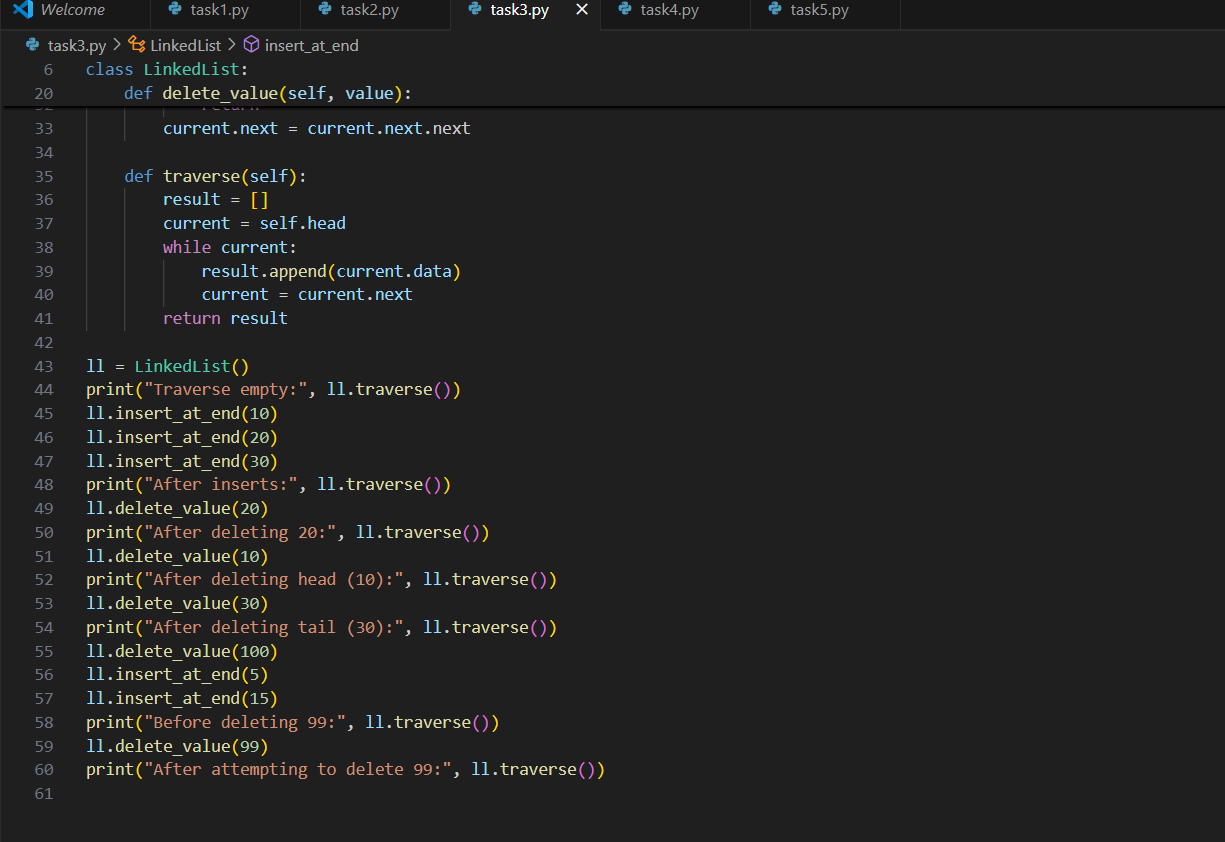 Welcome task1.py task2.py task3.py task4.py task5.py
task3.py > LinkedList > insert_at_end
6 class LinkedList:
20     def delete_value(self, value):
32             return
33         current.next = current.next.next
34
35     def traverse(self):
36         result = []
37         current = self.head
38         while current:
39             result.append(current.data)
40             current = current.next
41         return result
42
43 ll = LinkedList()
44 print("Traverse empty:", ll.traverse())
45 ll.insert_at_end(10)
46 ll.insert_at_end(20)
47 ll.insert_at_end(30)
48 print("After inserts:", ll.traverse())
49 ll.delete_value(20)
50 print("After deleting 20:", ll.traverse())
51 ll.delete_value(10)
52 print("After deleting head (10):", ll.traverse())
53 ll.delete_value(30)
54 print("After deleting tail (30):", ll.traverse())
55 ll.delete_value(100)
56 ll.insert_at_end(5)
57 ll.insert_at_end(15)
58 print("Before deleting 99:", ll.traverse())
59 ll.delete_value(99)
60 print("After attempting to delete 99:", ll.traverse())
61